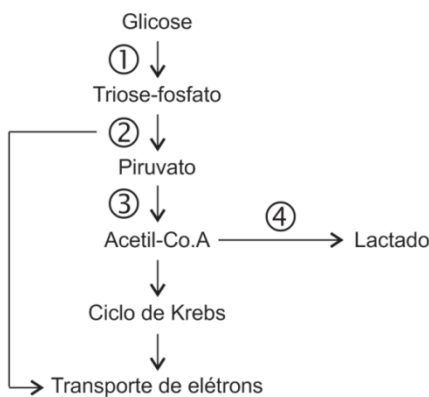 Glicose
①
Triose-fosfato
②
Piruvato
③
Acetil-Co.A ④ Lactado
Ciclo de Krebs
Transporte de elétrons